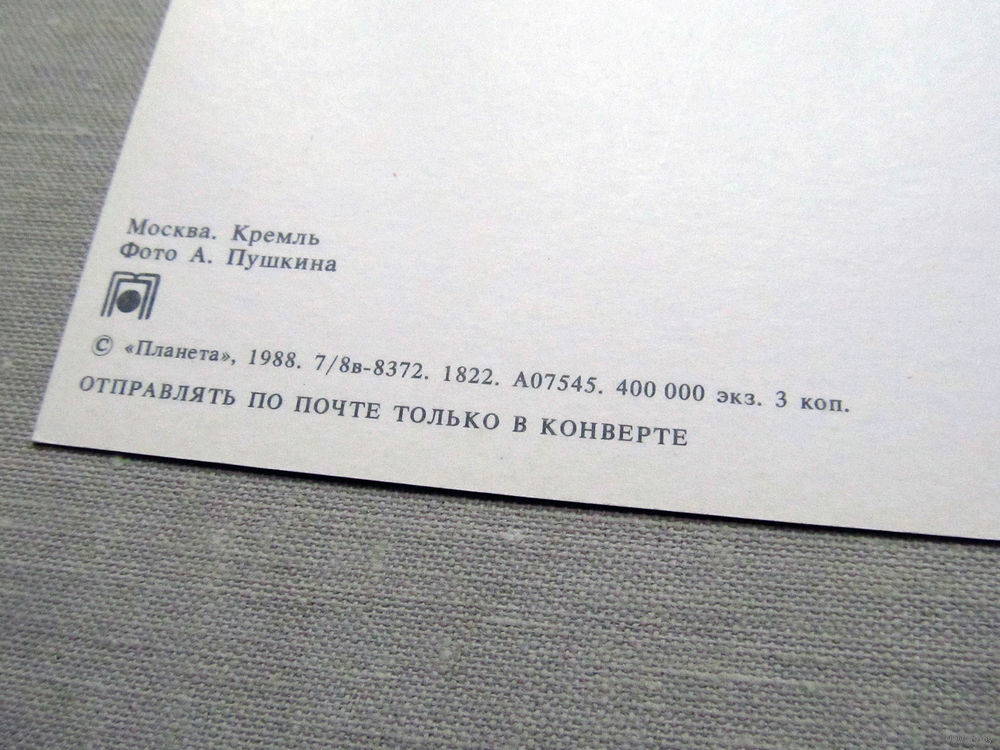 Москва. Кремль
Фото А. Пушкина
© «Планета», 1988. 7/8в-8372. 1822. А07545. 400 000 экз. 3 коп.
ОТПРАВЛЯТЬ ПО ПОЧТЕ ТОЛЬКО В КОНВЕРТЕ